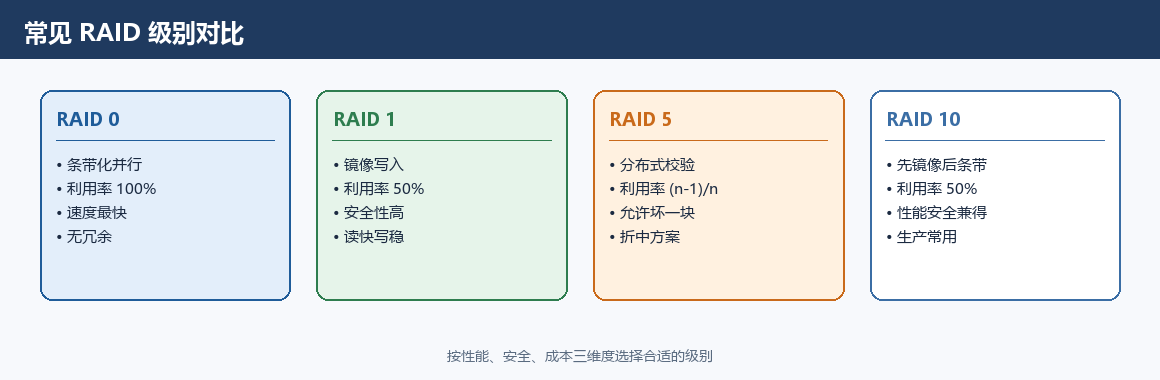 常见 RAID 级别对比
RAID 0
• 条带化并行
• 利用率 100%
• 速度最快
• 无冗余
RAID 1
• 镜像写入
• 利用率 50%
• 安全性高
• 读快写稳
RAID 5
• 分布式校验
• 利用率 (n-1)/n
• 允许坏一块
• 折中方案
RAID 10
• 先镜像后条带
• 利用率 50%
• 性能安全兼得
• 生产常用
按性能、安全、成本三维度选择合适的级别